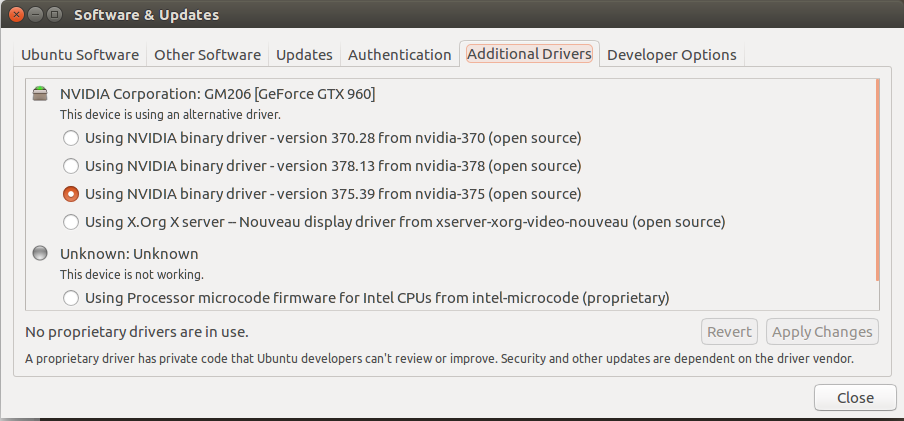 Software & Updates
Ubuntu Software Other Software Updates Authentication Additional Drivers Developer Options
NVIDIA Corporation: GM206 [GeForce GTX 960]
This device is using an alternative driver.
Using NVIDIA binary driver - version 370.28 from nvidia-370 (open source)
Using NVIDIA binary driver - version 378.13 from nvidia-378 (open source)
Using NVIDIA binary driver - version 375.39 from nvidia-375 (open source)
Using X.Org X server -- Nouveau display driver from xserver-xorg-video-nouveau (open source)
Unknown: Unknown
This device is not working.
Using Processor microcode firmware for Intel CPUs from intel-microcode (proprietary)
No proprietary drivers are in use. Revert Apply Changes
A proprietary driver has private code that Ubuntu developers can't review or improve. Security and other updates are dependent on the driver vendor.
Close